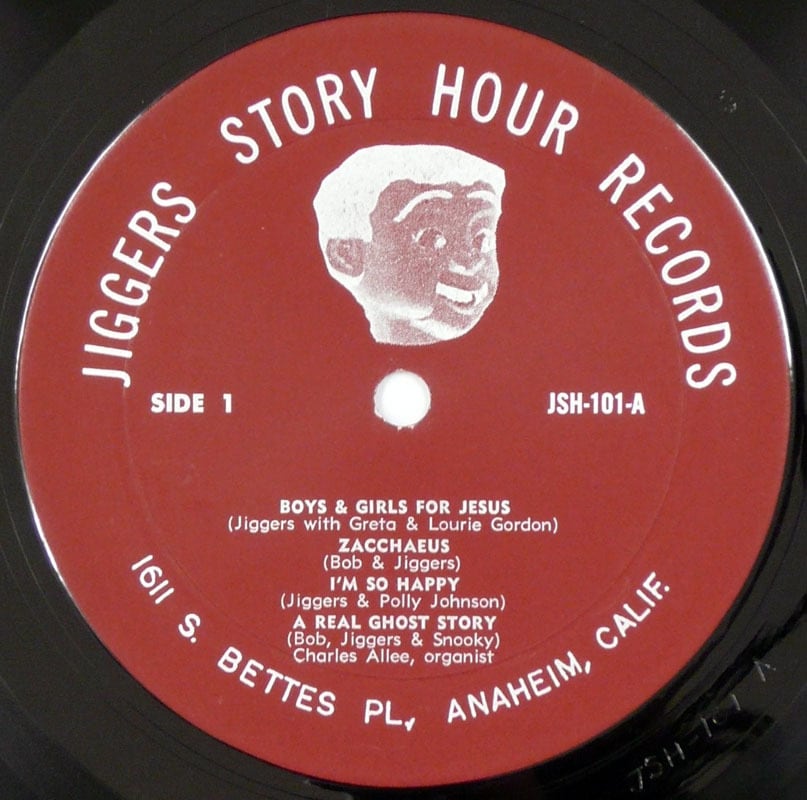 JIGGERS STORY HOUR RECORDS
SIDE 1
JSH-101-A
BOYS & GIRLS FOR JESUS
(Jiggers with Greta & Lourie Gordon)
ZACCHAEUS
(Bob & Jiggers)
I'M SO HAPPY
(Jiggers & Polly Johnson)
A REAL GHOST STORY
(Bob, Jiggers & Snooky)
Charles Allee, organist
1611 S. BETTES PL, ANAHEIM, CALIF.
JSH-101 A